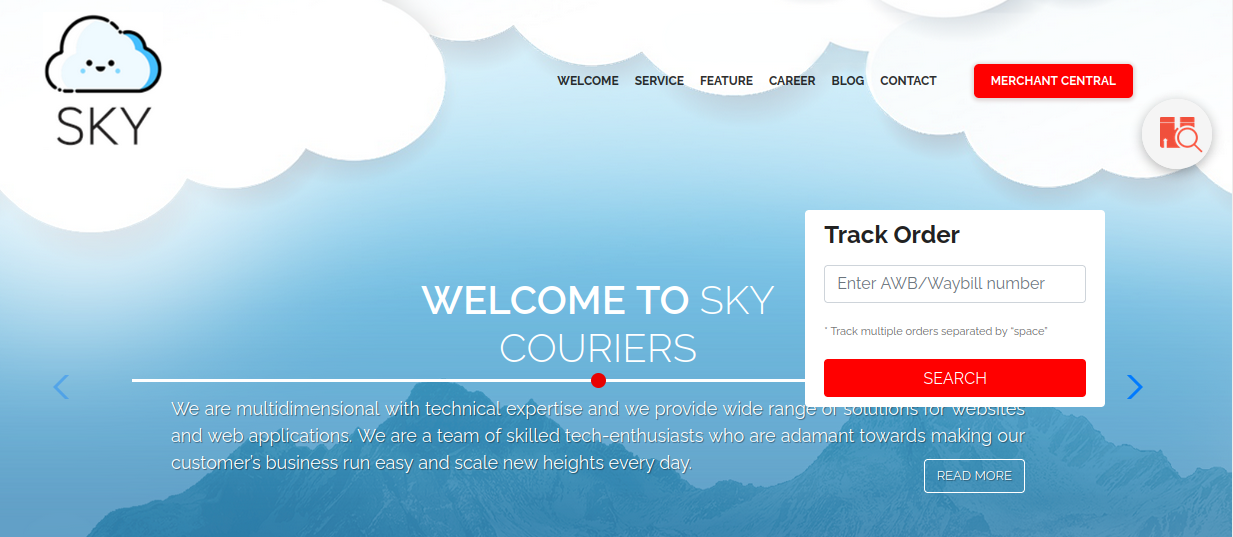 SKY
WELCOME SERVICE FEATURE CAREER BLOG CONTACT MERCHANT CENTRAL
Track Order
Enter AWB/Waybill number
* Track multiple orders separated by "space"
SEARCH
WELCOME TO SKY
COURIERS
We are multidimensional with technical expertise and we provide wide range of solutions for websites
and web applications. We are a team of skilled tech-enthusiasts who are adamant towards making our
customer's business run easy and scale new heights every day.
READ MORE